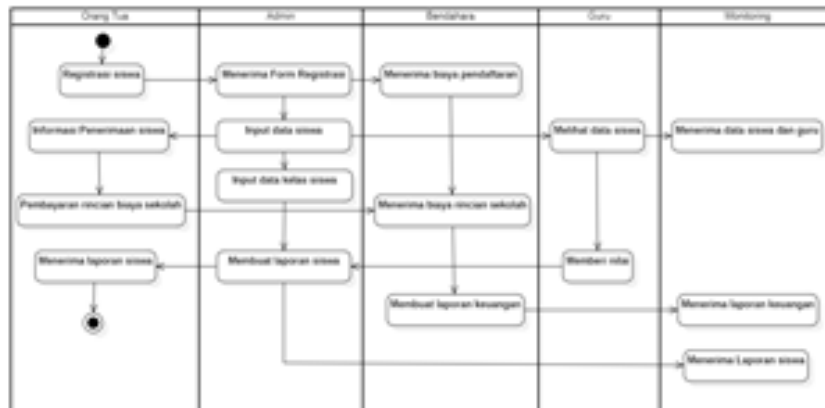 Orang Tua
Admin
Bendahara
Guru
Monitoring
Registrasi siswa
Menerima Form Registrasi
Menerima biaya pendaftaran
Informasi Penerimaan siswa
Input data siswa
Melihat data siswa
Menerima data siswa dan guru
Input data kelas siswa
Pembayaran rincian biaya sekolah
Menerima biaya rincian sekolah
Menerima laporan siswa
Membuat laporan siswa
Memberi nilai
Membuat laporan keuangan
Menerima laporan keuangan
Menerima Laporan siswa